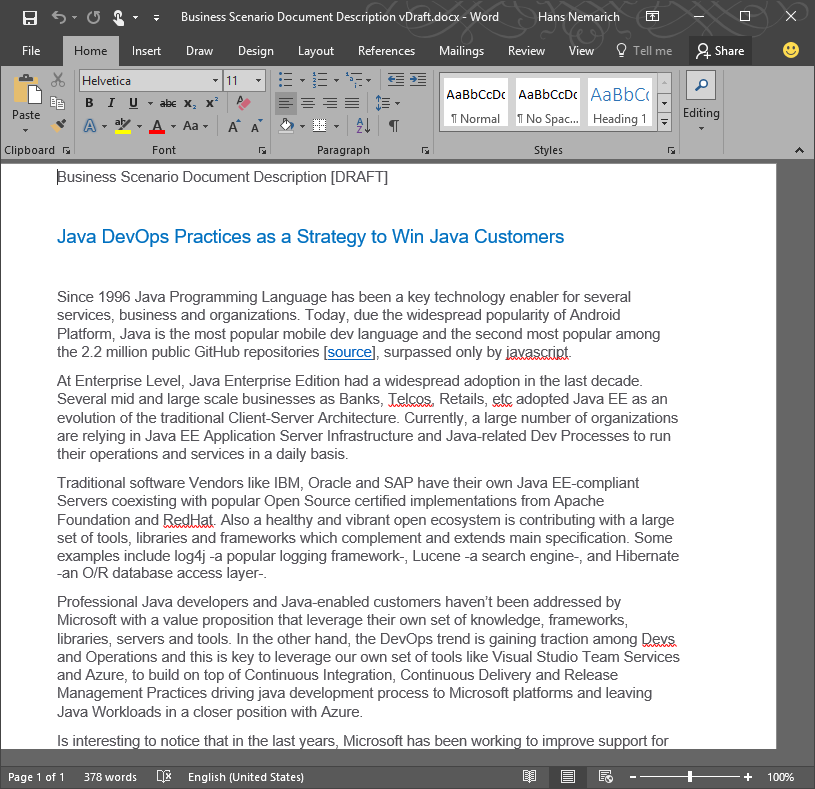 Business Scenario Document Description vDraft.docx - Word
Hans Nemarich
File Home Insert Draw Design Layout References Mailings Review View Tell me Share
Helvetica 11
AaBbCcDc AaBbCcDc AaBbCc
Paste
B I U abc x₂ x²
¶ Normal ¶ No Spac... Heading 1
Editing
A ab A Aa A A
A Z ¶
Clipboard Font Paragraph Styles
Business Scenario Document Description [DRAFT]
Java DevOps Practices as a Strategy to Win Java Customers
Since 1996 Java Programming Language has been a key technology enabler for several
services, business and organizations. Today, due the widespread popularity of Android
Platform, Java is the most popular mobile dev language and the second most popular among
the 2.2 million public GitHub repositories [source], surpassed only by javascript.
At Enterprise Level, Java Enterprise Edition had a widespread adoption in the last decade.
Several mid and large scale businesses as Banks, Telcos, Retails, etc adopted Java EE as an
evolution of the traditional Client-Server Architecture. Currently, a large number of organizations
are relying in Java EE Application Server Infrastructure and Java-related Dev Processes to run
their operations and services in a daily basis.
Traditional software Vendors like IBM, Oracle and SAP have their own Java EE-compliant
Servers coexisting with popular Open Source certified implementations from Apache
Foundation and RedHat. Also a healthy and vibrant open ecosystem is contributing with a large
set of tools, libraries and frameworks which complement and extends main specification. Some
examples include log4j -a popular logging framework-, Lucene -a search engine-, and Hibernate
-an O/R database access layer-.
Professional Java developers and Java-enabled customers haven't been addressed by
Microsoft with a value proposition that leverage their own set of knowledge, frameworks,
libraries, servers and tools. In the other hand, the DevOps trend is gaining traction among Devs
and Operations and this is key to leverage our own set of tools like Visual Studio Team Services
and Azure, to build on top of Continuous Integration, Continuous Delivery and Release
Management Practices driving java development process to Microsoft platforms and leaving
Java Workloads in a closer position with Azure.
Is interesting to notice that in the last years, Microsoft has been working to improve support for
Page 1 of 1 378 words English (United States) 100%